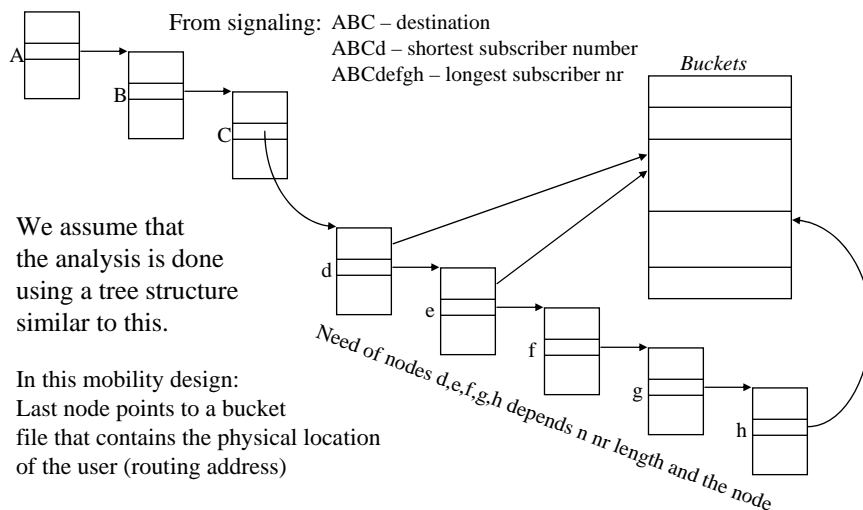 From signaling: ABC – destination
ABCd – shortest subscriber number
ABCdefgh – longest subscriber nr
Buckets
A
B
C
We assume that
the analysis is done
using a tree structure
similar to this.
d
e
f
g
h
Need of nodes d,e,f,g,h depends n nr length and the node
In this mobility design:
Last node points to a bucket
file that contains the physical location
of the user (routing address)